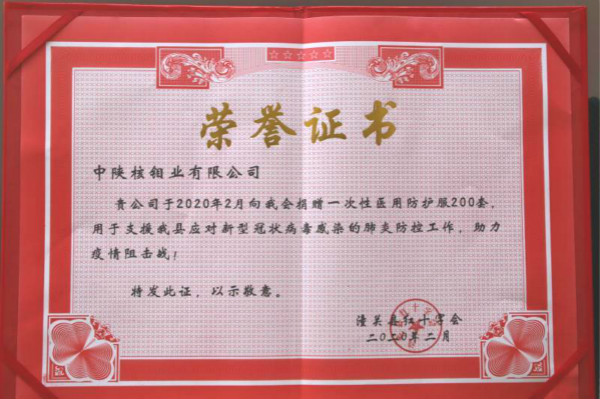 荣誉证书
中陕核钼业有限公司
贵公司于2020年2月向我会捐赠一次性医用防护服200套，
用于支援我县应对新型冠状病毒感染的肺炎防控工作，助力
疫情阻击战！
特发此证，以示敬意。
潼关县红十字会
二〇二〇年二月